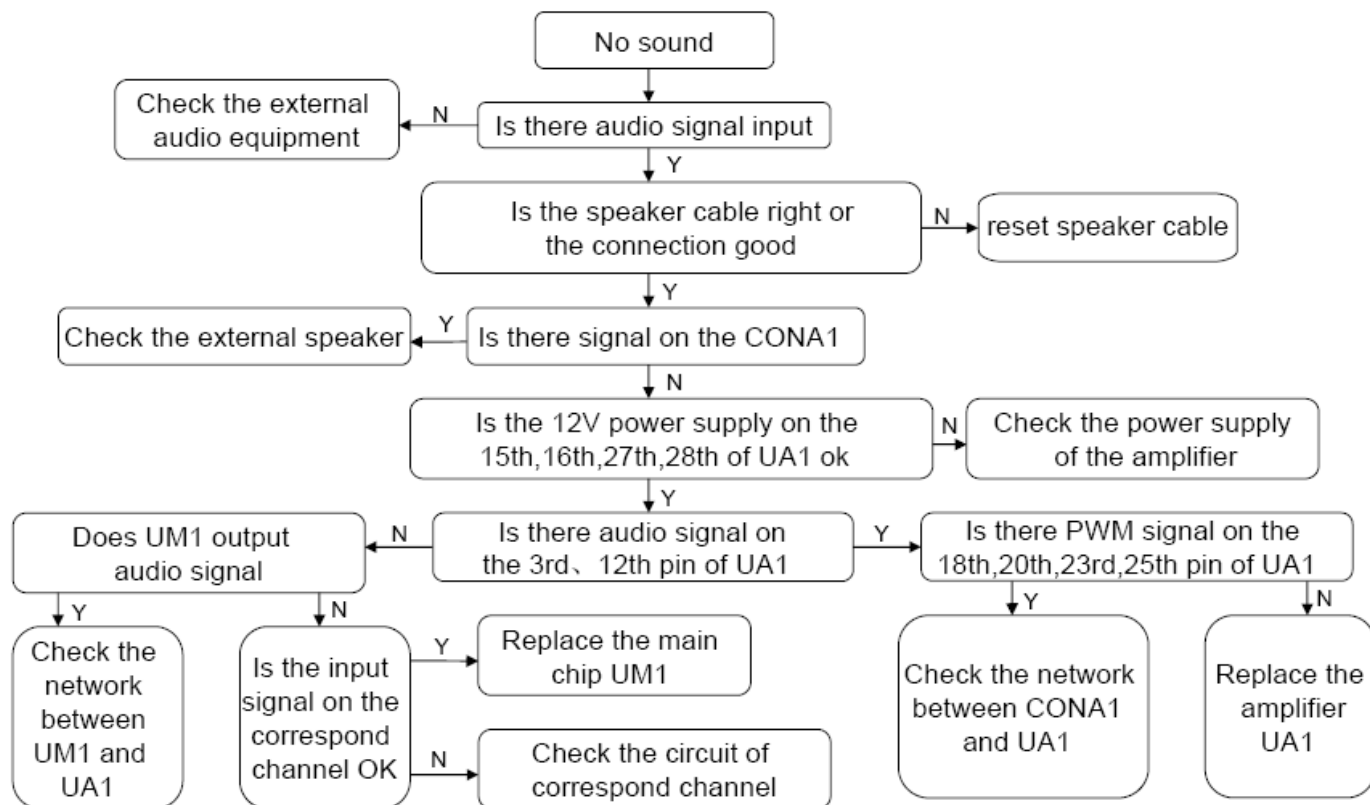 No sound
Check the external
audio equipment
N
Is there audio signal input
Y
Is the speaker cable right or
the connection good
N
reset speaker cable
Y
Check the external speaker
Y
Is there signal on the CONA1
N
Is the 12V power supply on the
15th,16th,27th,28th of UA1 ok
N
Check the power supply
of the amplifier
Y
Does UM1 output
audio signal
N
Is there audio signal on
the 3rd、12th pin of UA1
Y
Is there PWM signal on the
18th,20th,23rd,25th pin of UA1
Y
N
Y
N
Check the
network
between
UM1 and
UA1
Is the input
signal on the
correspond
channel OK
Y
Replace the main
chip UM1
N
Check the circuit of
correspond channel
Check the network
between CONA1
and UA1
Replace the
amplifier
UA1